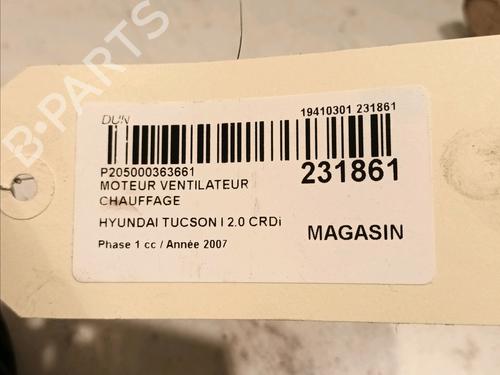 B-PARTS
DUN
19410301 231861
P205000363661
231861
MOTEUR VENTILATEUR
CHAUFFAGE
HYUNDAI TUCSON I 2.0 CRDi
Phase 1 cc / Année 2007
MAGASIN